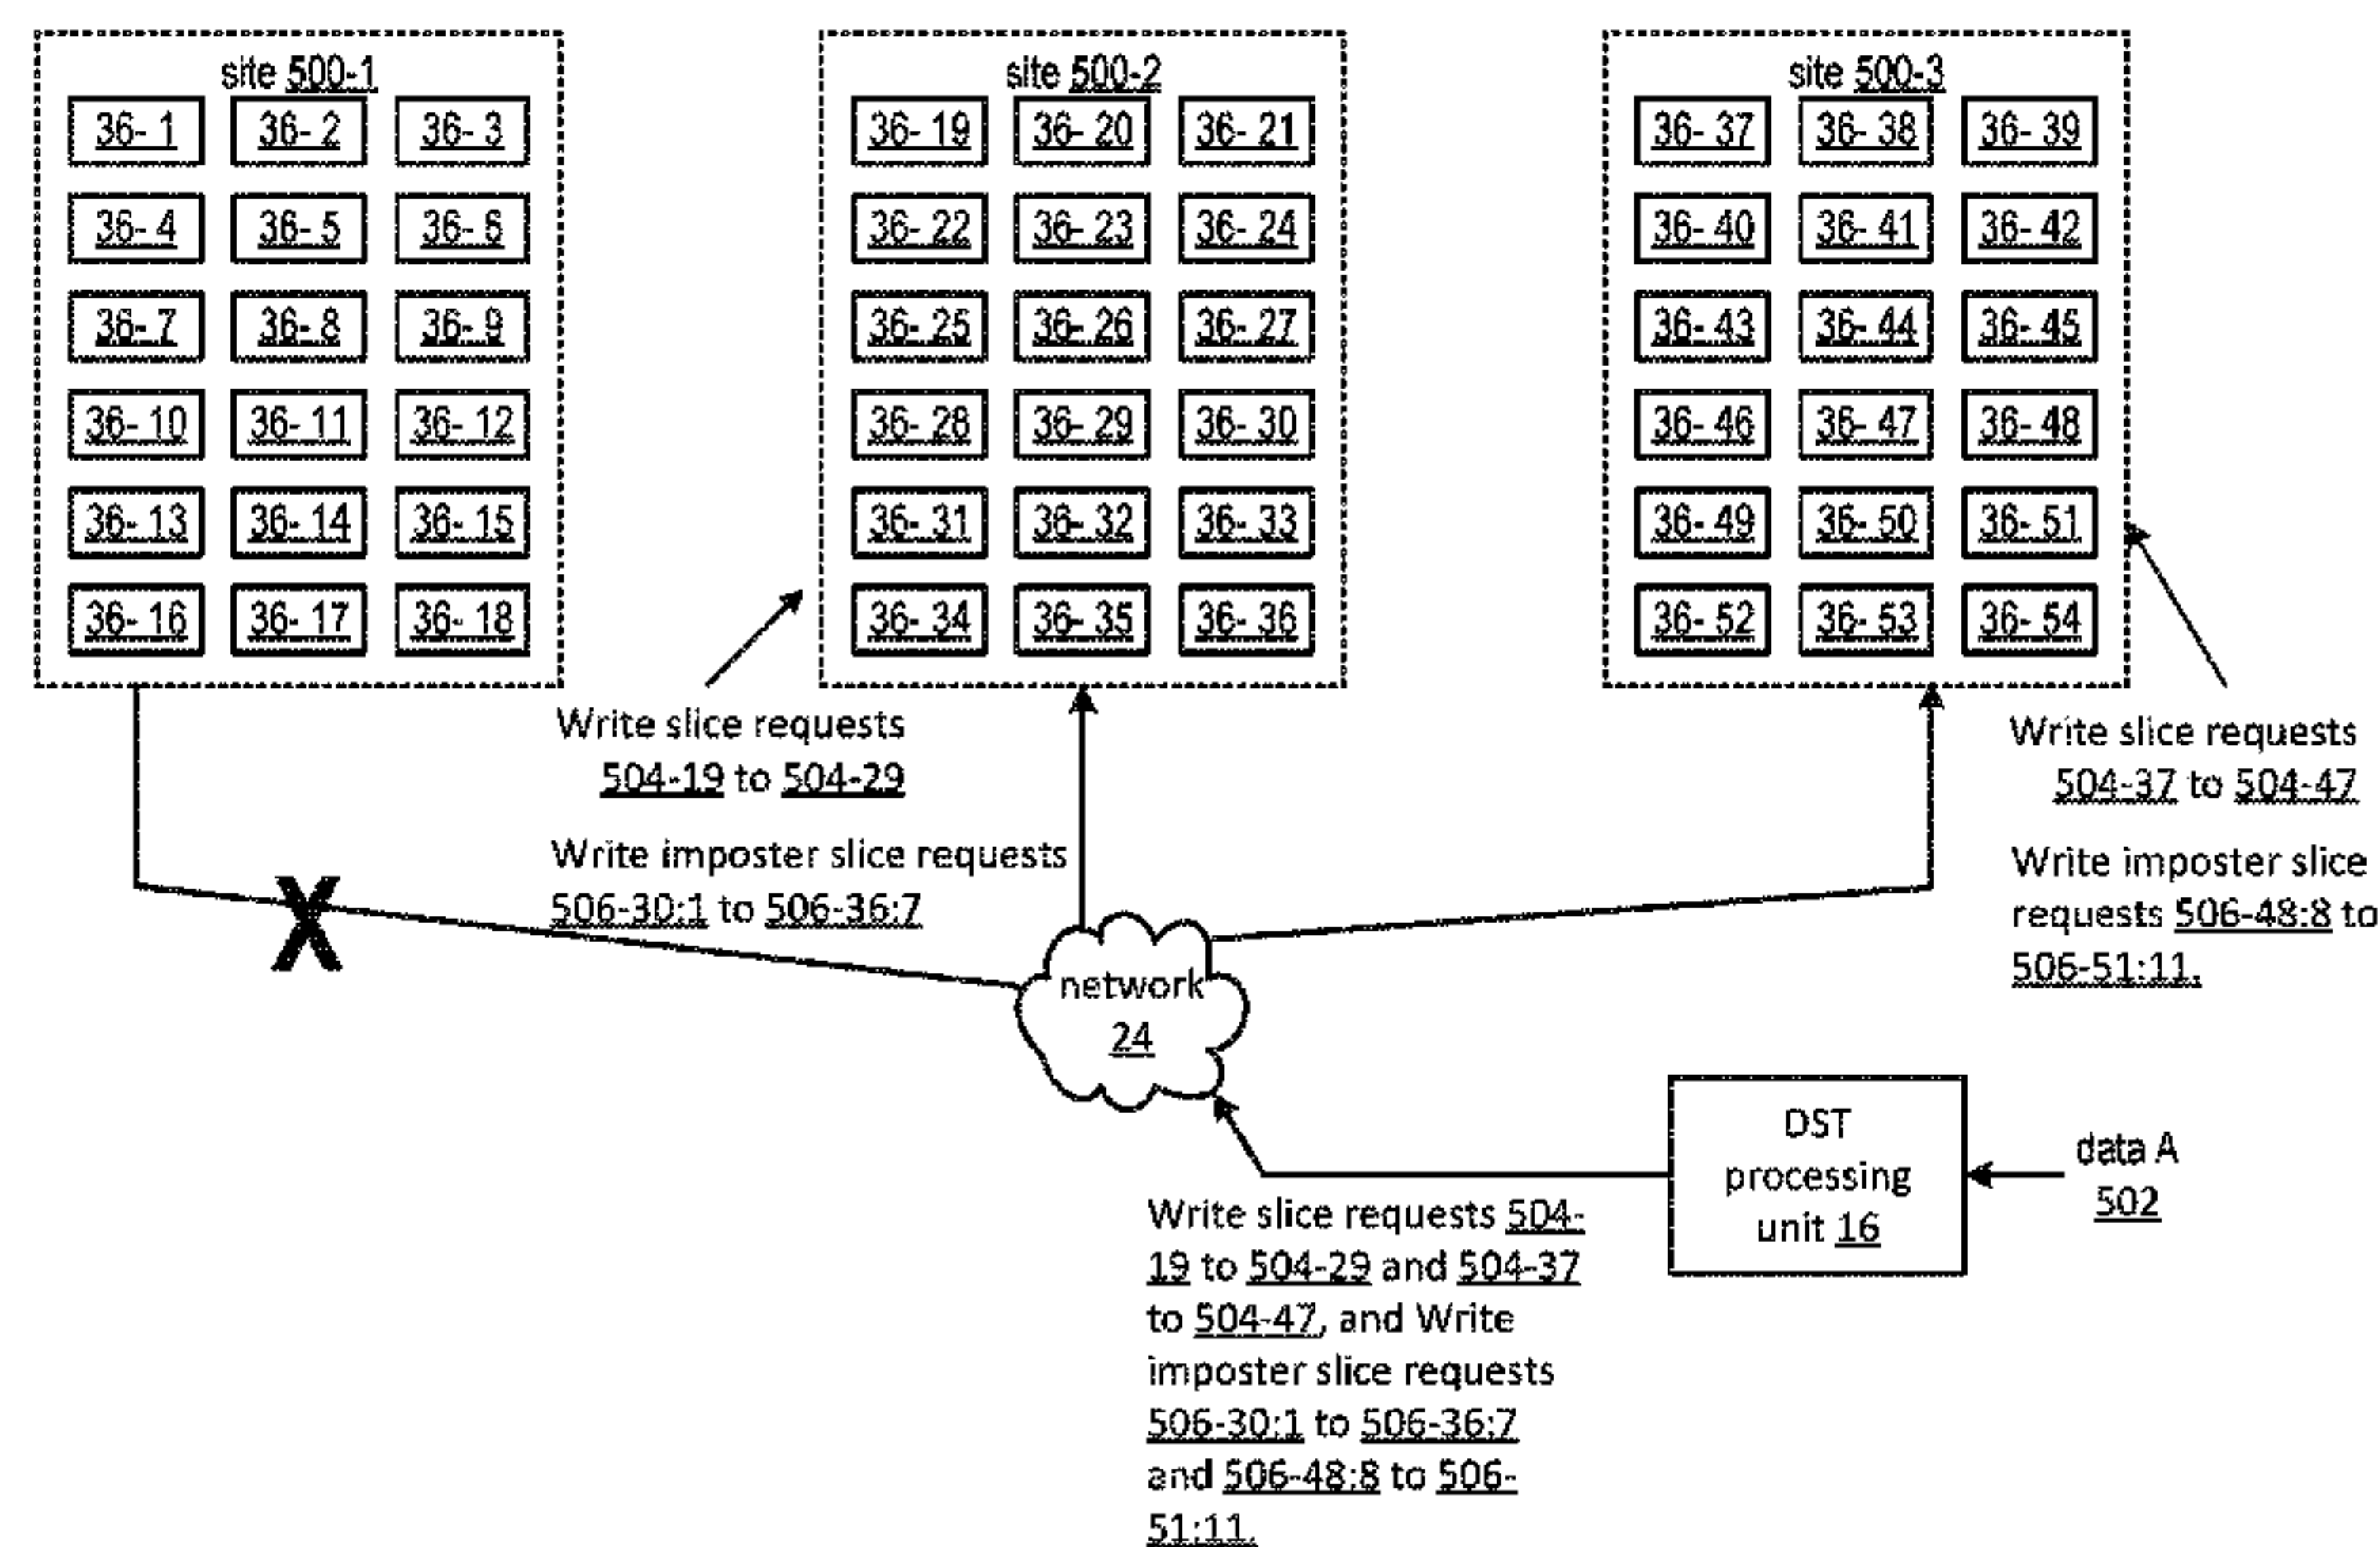 site 500-1
36- 1 36- 2 36- 3
36- 4 36- 5 36- 6
36- 7 36- 8 36- 9
36- 10 36- 11 36- 12
36- 13 36- 14 36- 15
36- 16 36- 17 36- 18
site 500-2
36- 19 36- 20 36- 21
36- 22 36- 23 36- 24
36- 25 36- 26 36- 27
36- 28 36- 29 36- 30
36- 31 36- 32 36- 33
36- 34 36- 35 36- 36
site 500-3
36- 37 36- 38 36- 39
36- 40 36- 41 36- 42
36- 43 36- 44 36- 45
36- 46 36- 47 36- 48
36- 49 36- 50 36- 51
36- 52 36- 53 36- 54
Write slice requests
504-19 to 504-29
Write imposter slice requests
506-30:1 to 506-36:7
Write slice requests
504-37 to 504-47
Write imposter slice
requests 506-48:8 to
506-51:11.
X
network
24
DST
processing
unit 16
data A
502
Write slice requests 504-
19 to 504-29 and 504-37
to 504-47, and Write
imposter slice requests
506-30:1 to 506-36:7
and 506-48:8 to 506-
51:11.